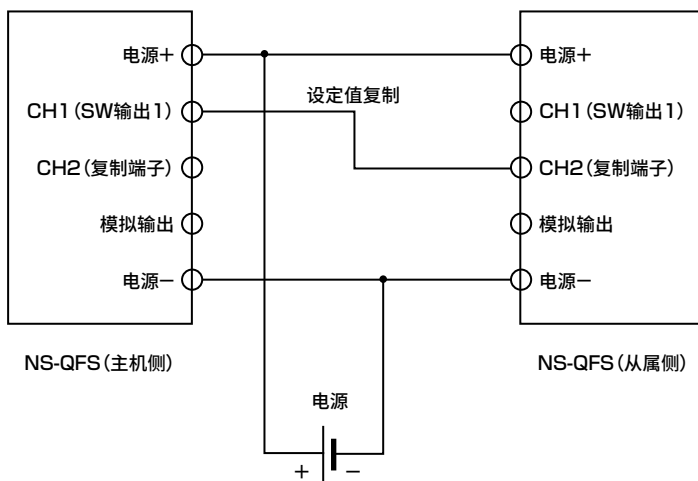 电源+
CH1(SW输出1)
CH2(复制端子)
模拟输出
电源−
NS-QFS(主机侧)
设定值复制
电源
+ −
电源+
CH1(SW输出1)
CH2(复制端子)
模拟输出
电源−
NS-QFS(从属侧)